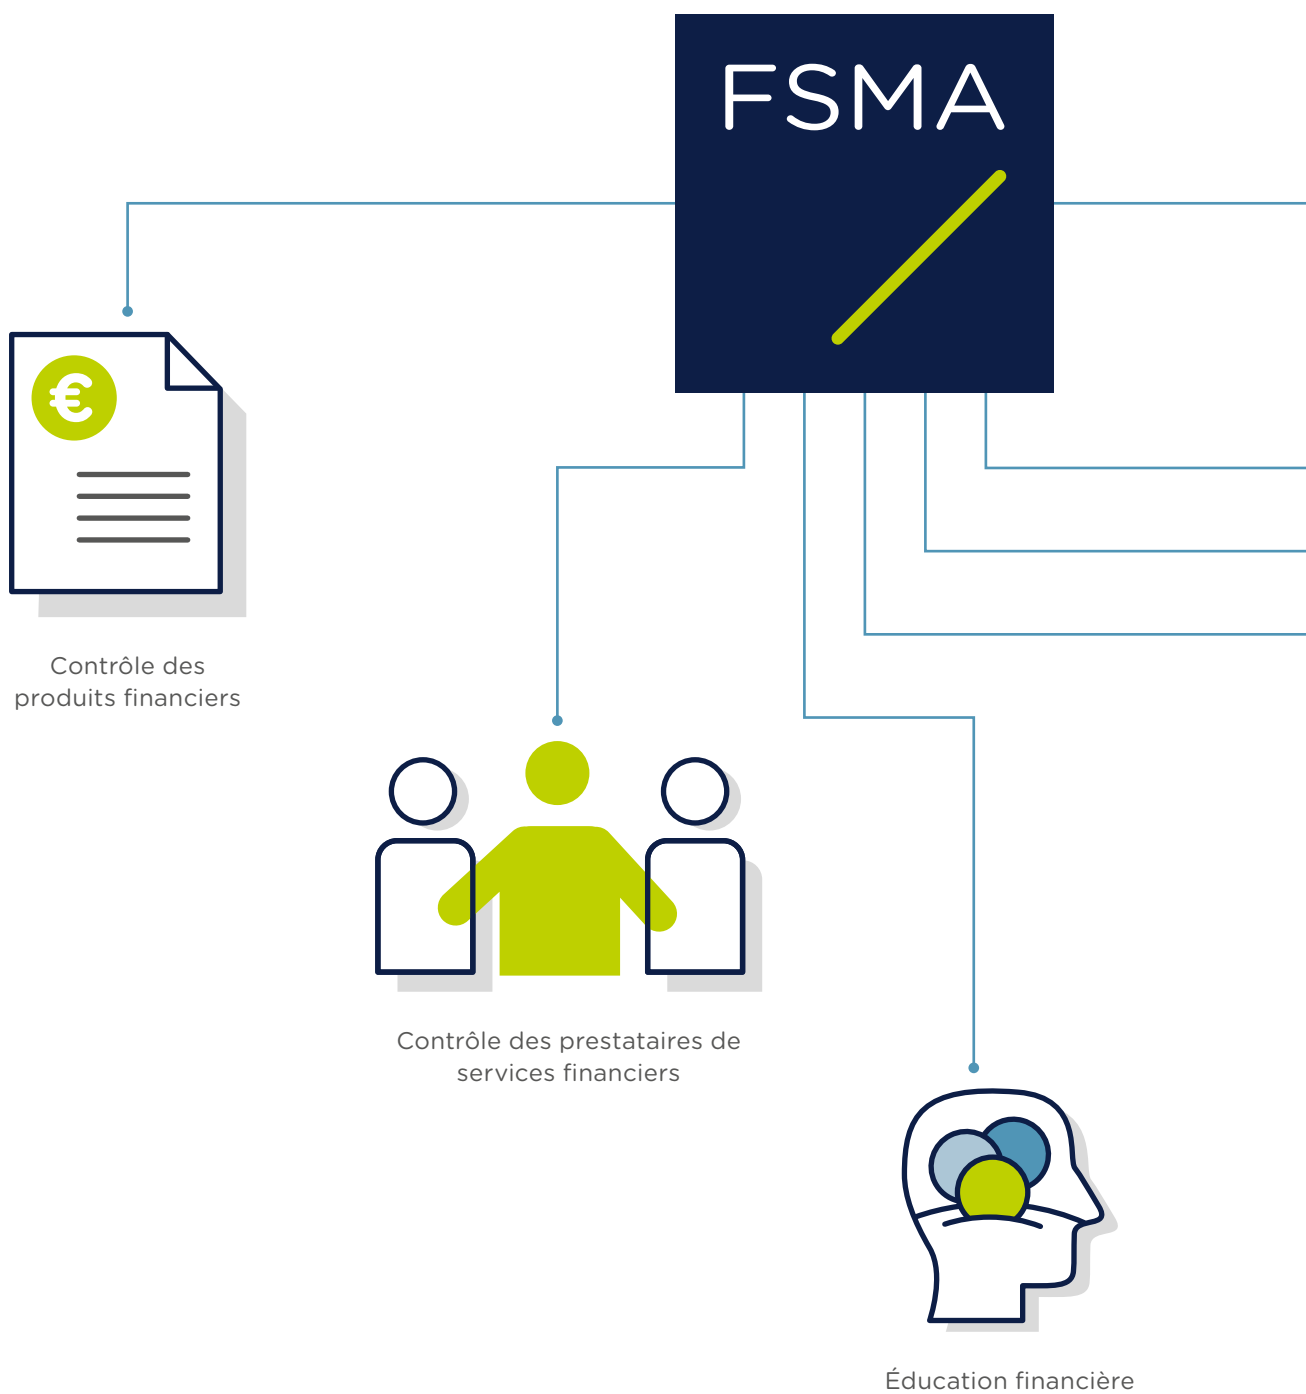 FSMA
€
Contrôle des
produits financiers
Contrôle des prestataires de
services financiers
Éducation financière